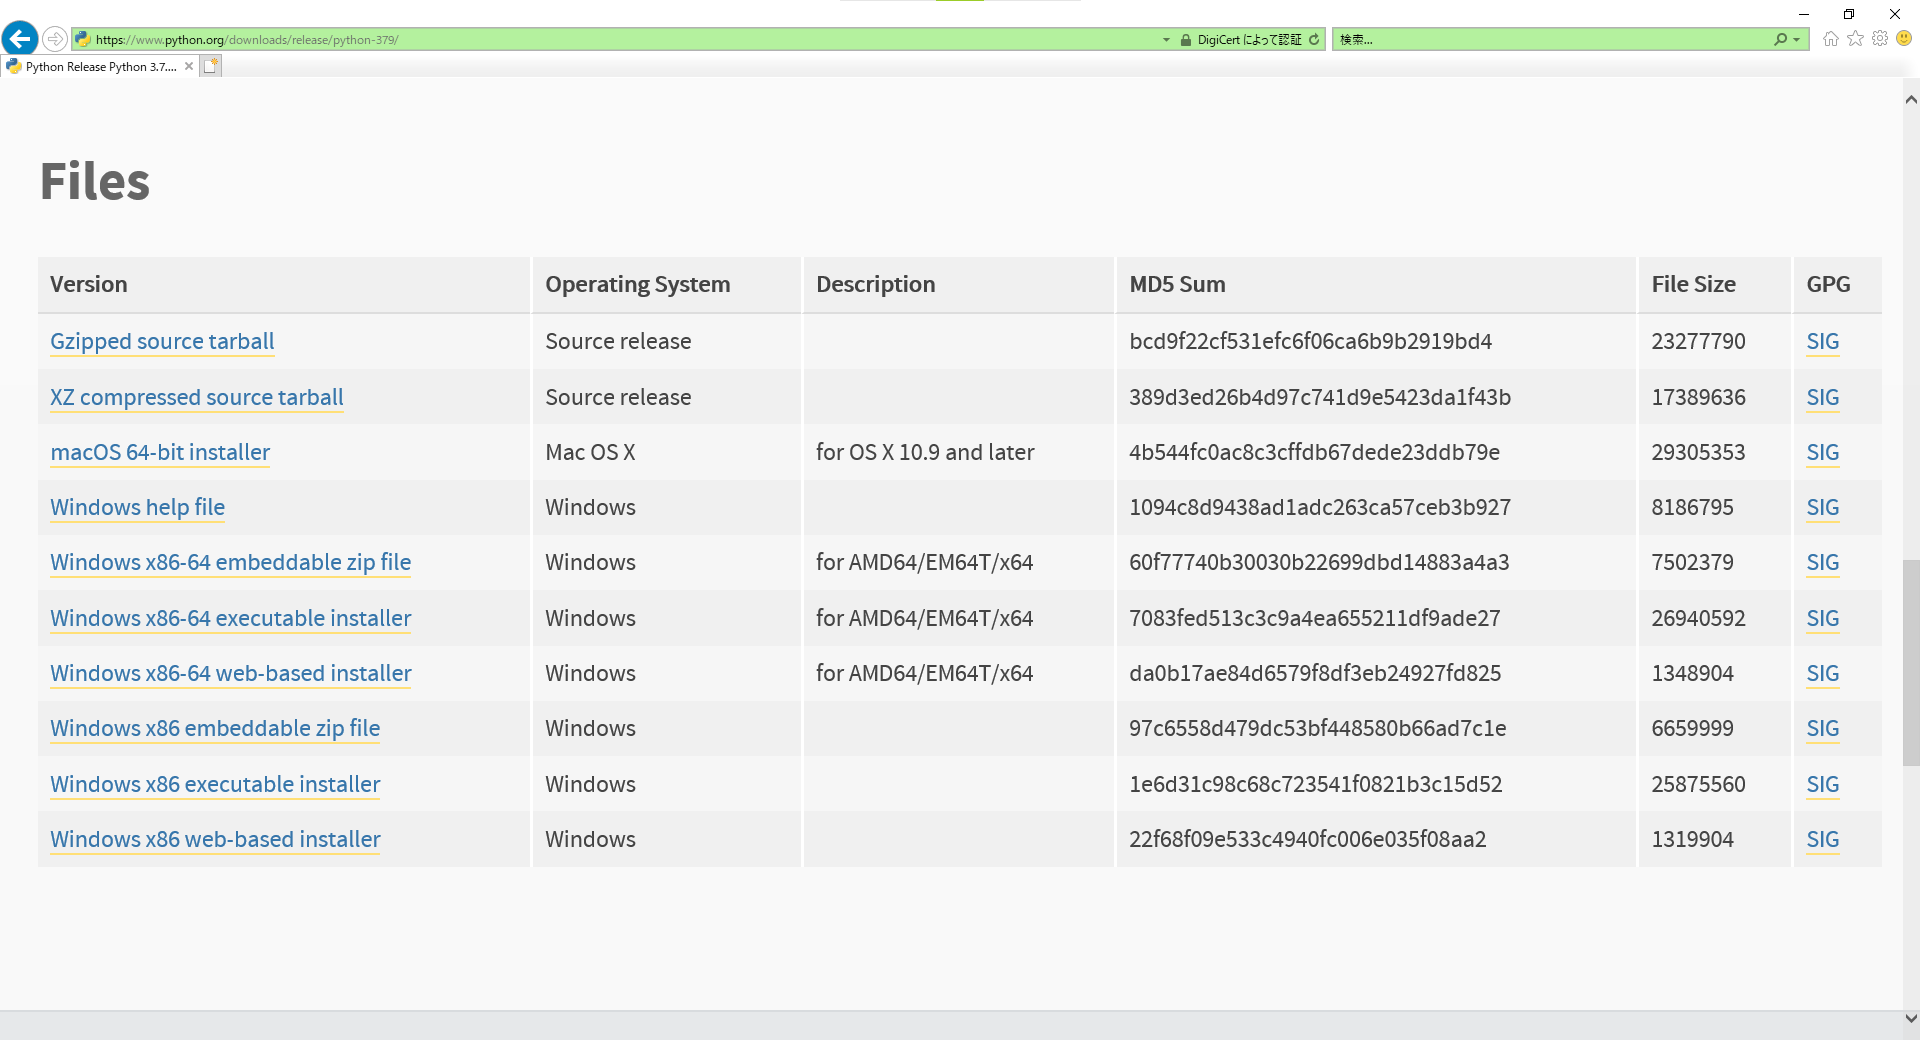 https://www.python.org/downloads/release/python-379/ DigiCert によって認証 検索...
Python Release Python 3.7....
Files
Version Operating System Description MD5 Sum File Size GPG
Gzipped source tarball Source release bcd9f22cf531efc6f06ca6b9b2919bd4 23277790 SIG
XZ compressed source tarball Source release 389d3ed26b4d97c741d9e5423da1f43b 17389636 SIG
macOS 64-bit installer Mac OS X for OS X 10.9 and later 4b544fc0ac8c3cffdb67dede23ddb79e 29305353 SIG
Windows help file Windows 1094c8d9438ad1adc263ca57ceb3b927 8186795 SIG
Windows x86-64 embeddable zip file Windows for AMD64/EM64T/x64 60f77740b30030b22699dbd14883a4a3 7502379 SIG
Windows x86-64 executable installer Windows for AMD64/EM64T/x64 7083fed513c3c9a4ea655211df9ade27 26940592 SIG
Windows x86-64 web-based installer Windows for AMD64/EM64T/x64 da0b17ae84d6579f8df3eb24927fd825 1348904 SIG
Windows x86 embeddable zip file Windows 97c6558d479dc53bf448580b66ad7c1e 6659999 SIG
Windows x86 executable installer Windows 1e6d31c98c68c723541f0821b3c15d52 25875560 SIG
Windows x86 web-based installer Windows 22f68f09e533c4940fc006e035f08aa2 1319904 SIG